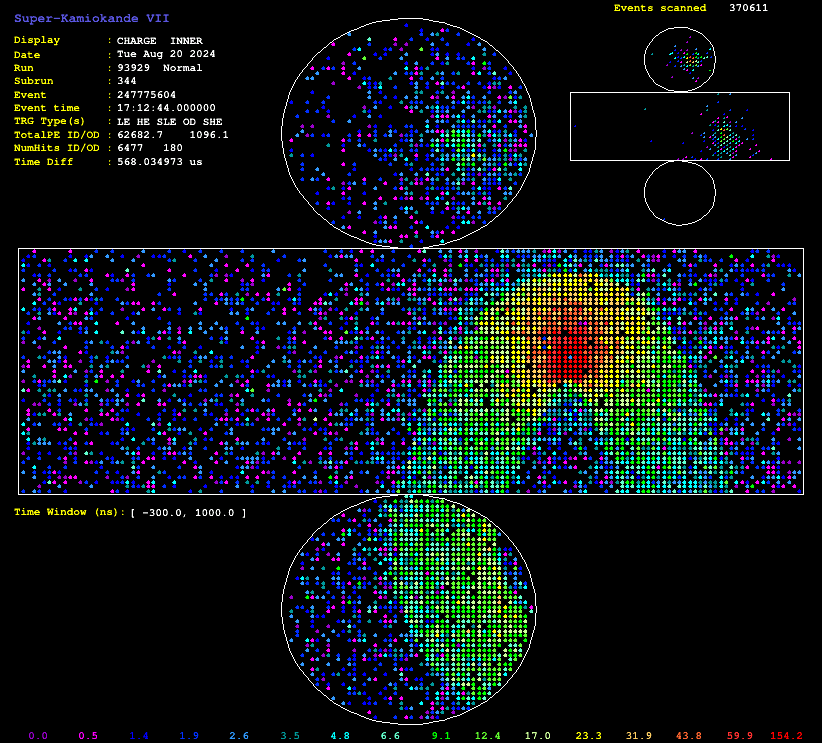 Super-Kamiokande VII
Events scanned 370611
Display : CHARGE INNER
Date : Tue Aug 20 2024
Run : 93929 Normal
Subrun : 344
Event : 247775604
Event time : 17:12:44.000000
TRG Type(s) : LE HE SLE OD SHE
TotalPE ID/OD : 62682.7 1096.1
NumHits ID/OD : 6477 180
Time Diff : 568.034973 us
Time Window (ns): [ -300.0, 1000.0 ]
0.0 0.5 1.4 1.9 2.6 3.5 4.8 6.6 9.1 12.4 17.0 23.3 31.9 43.8 59.9 154.2